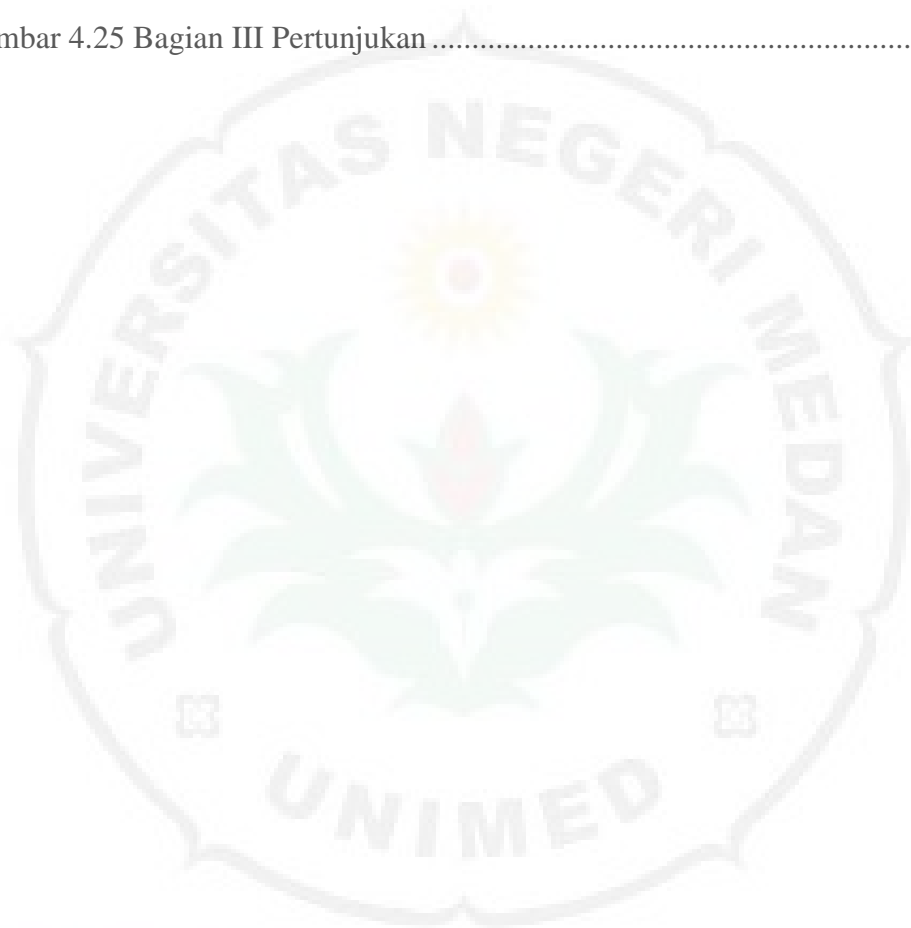 mbar 4.25 Bagian III Pertunjukan ............................................................
UNIVERSITAS NEGERI MEDAN
UNIMED